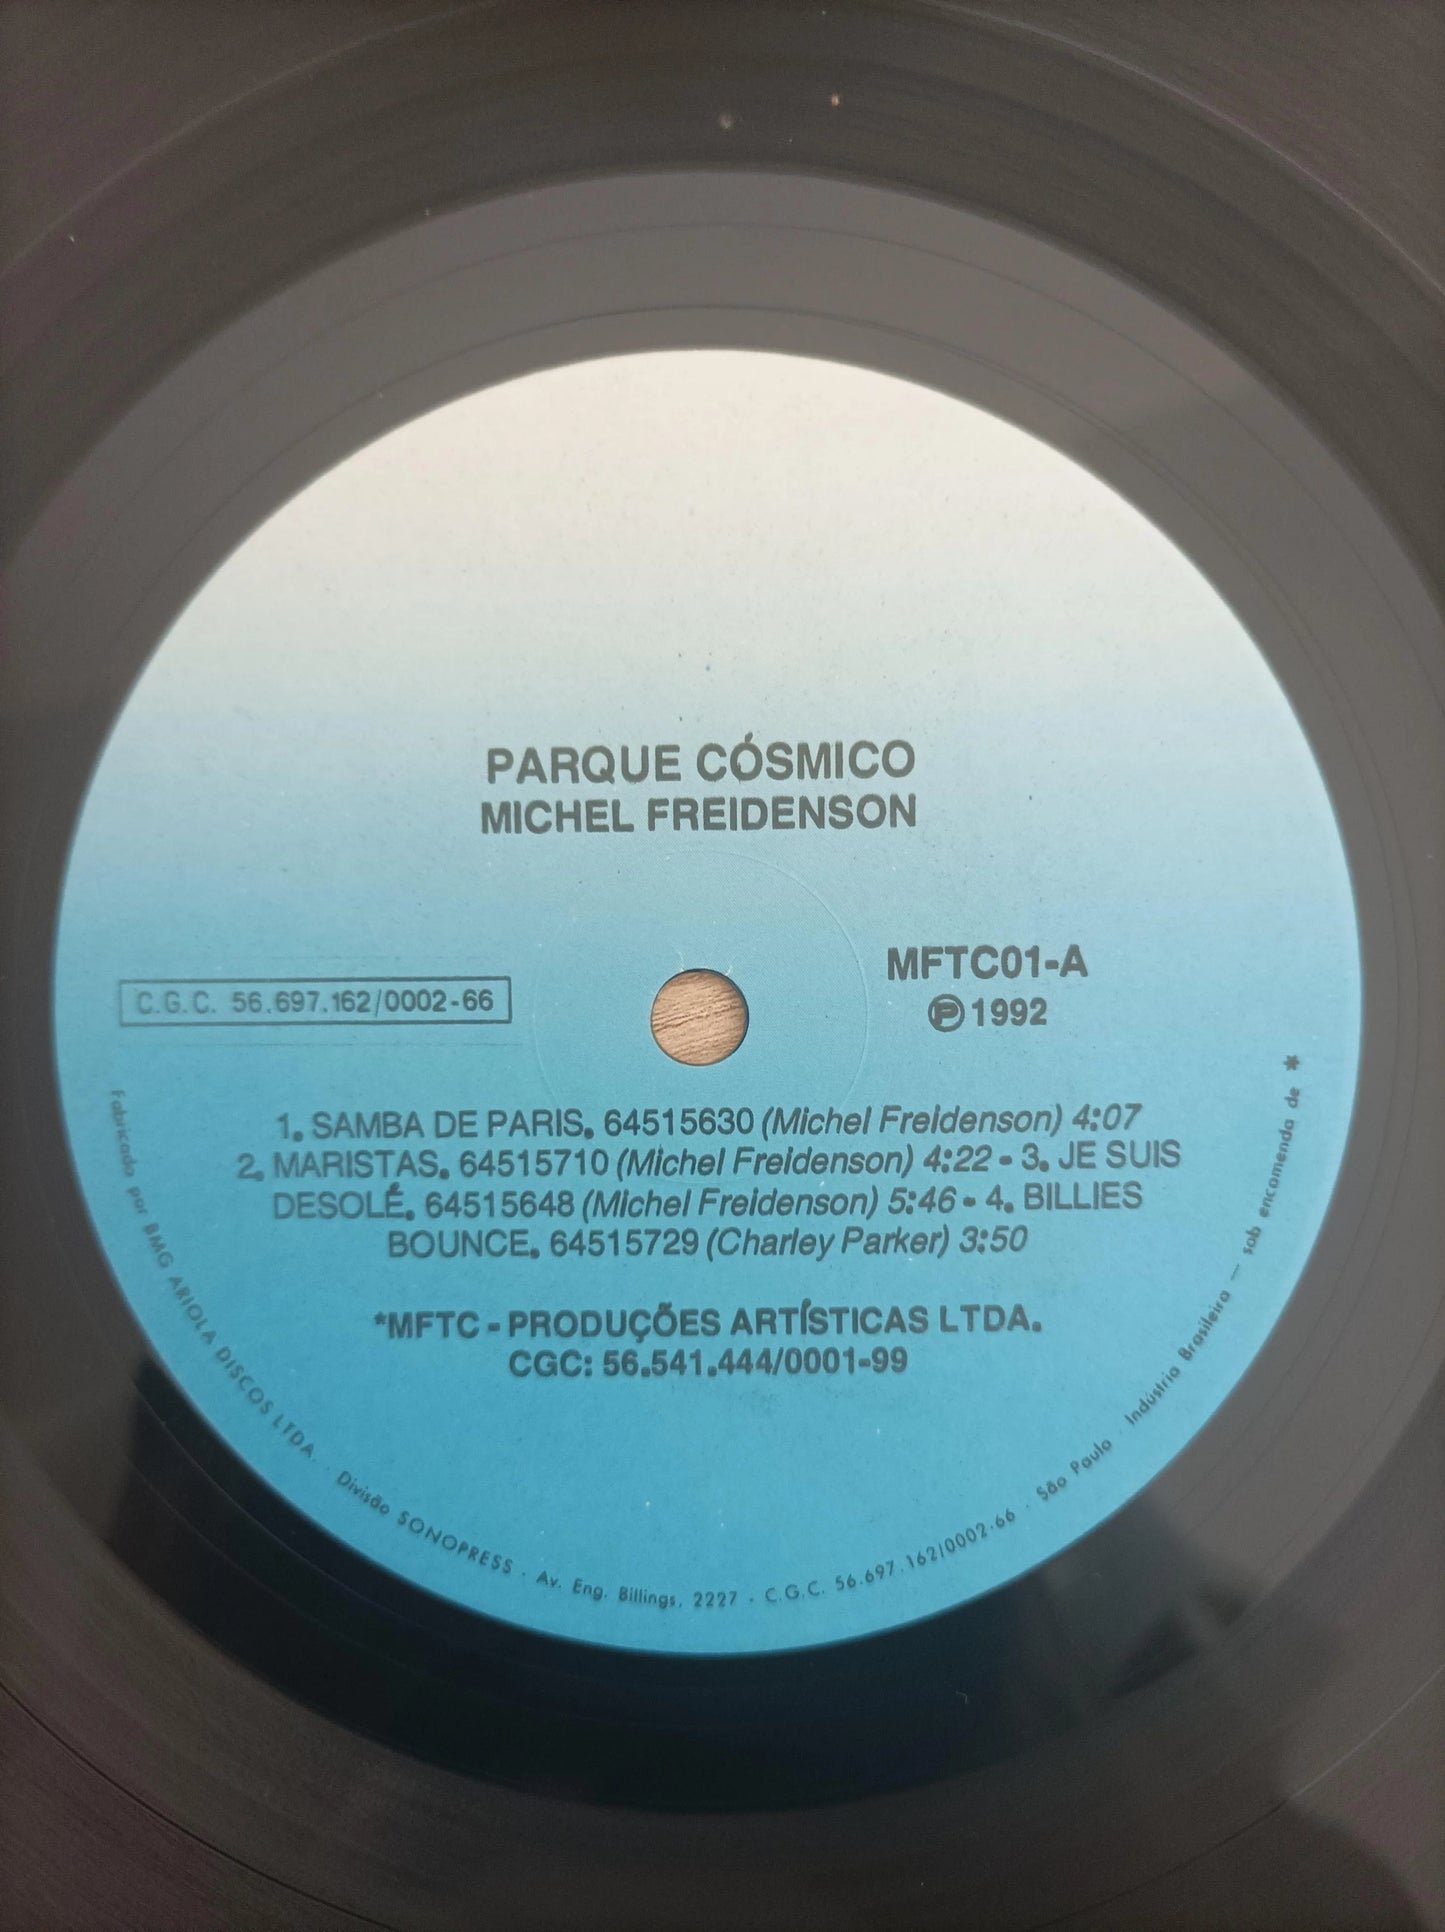 PARQUE CÓSMICO
MICHEL FREIDENSON
MFTC01-A
℗ 1992
C.G.C. 56.697.162/0002-66
1. SAMBA DE PARIS. 64515630 (Michel Freidenson) 4:07
2. MARISTAS. 64515710 (Michel Freidenson) 4:22 - 3. JE SUIS
DESOLÉ. 64515648 (Michel Freidenson) 5:46 - 4. BILLIES
BOUNCE. 64515729 (Charley Parker) 3:50
*MFTC - PRODUÇÕES ARTÍSTICAS LTDA.
CGC: 56.541.444/0001-99
Fabricado por BMG ARIOLA DISCOS LTDA. · Divisão SONOPRESS · Av. Eng. Billings, 2227 · C.G.C. 56.697.162/0002-66 · São Paulo · Indústria Brasileira — sob encomenda de *